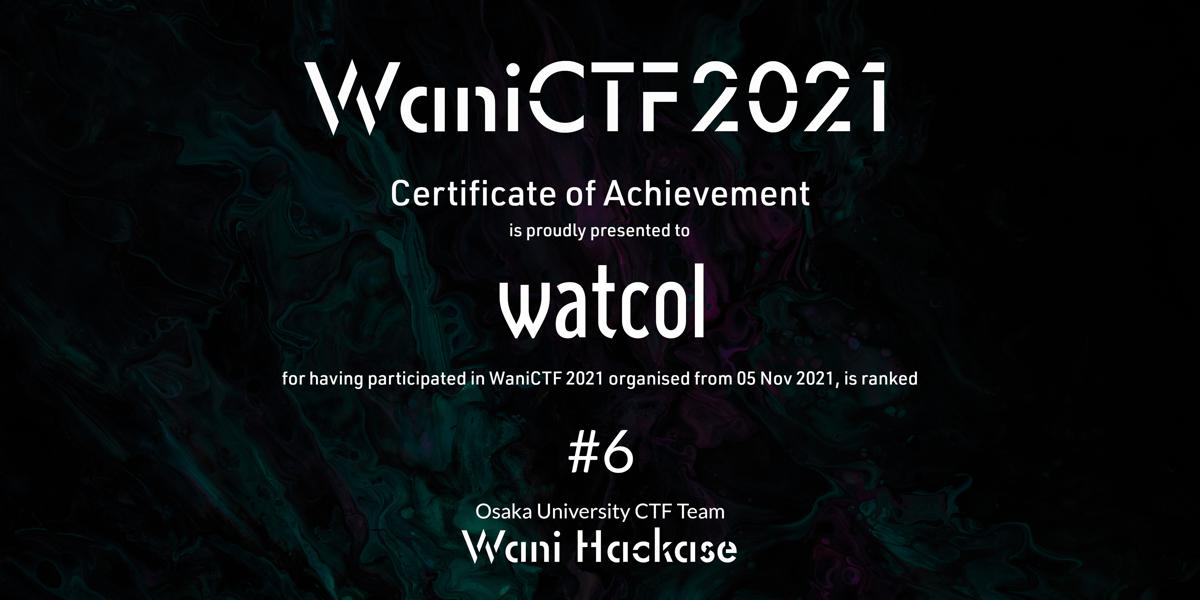 WaniCTF2021
Certificate of Achievement
is proudly presented to
watcol
for having participated in WaniCTF 2021 organised from 05 Nov 2021, is ranked
#6
Osaka University CTF Team
Wani Hackase